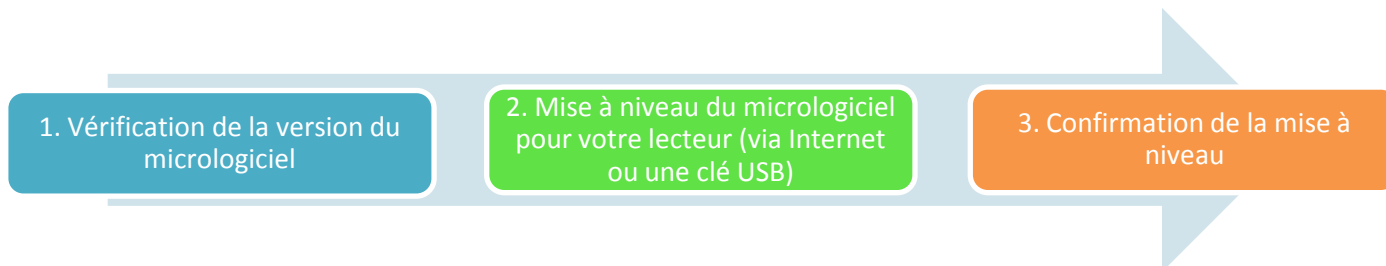 1. Vérification de la version du
micrologiciel
2. Mise à niveau du micrologiciel
pour votre lecteur (via Internet
ou une clé USB)
3. Confirmation de la mise à
niveau